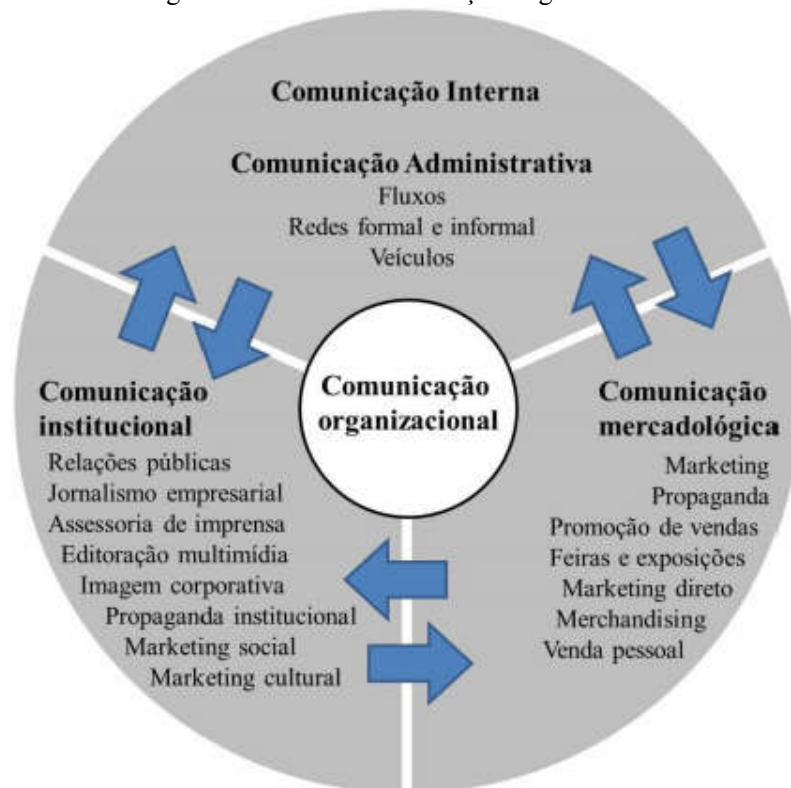 Comunicação Interna
Comunicação Administrativa
Fluxos
Redes formal e informal
Veículos
Comunicação
organizacional
Comunicação
institucional
Relações públicas
Jornalismo empresarial
Assessoria de imprensa
Editoração multimídia
Imagem corporativa
Propaganda institucional
Marketing social
Marketing cultural
Comunicação
mercadológica
Marketing
Propaganda
Promoção de vendas
Feiras e exposições
Marketing direto
Merchandising
Venda pessoal